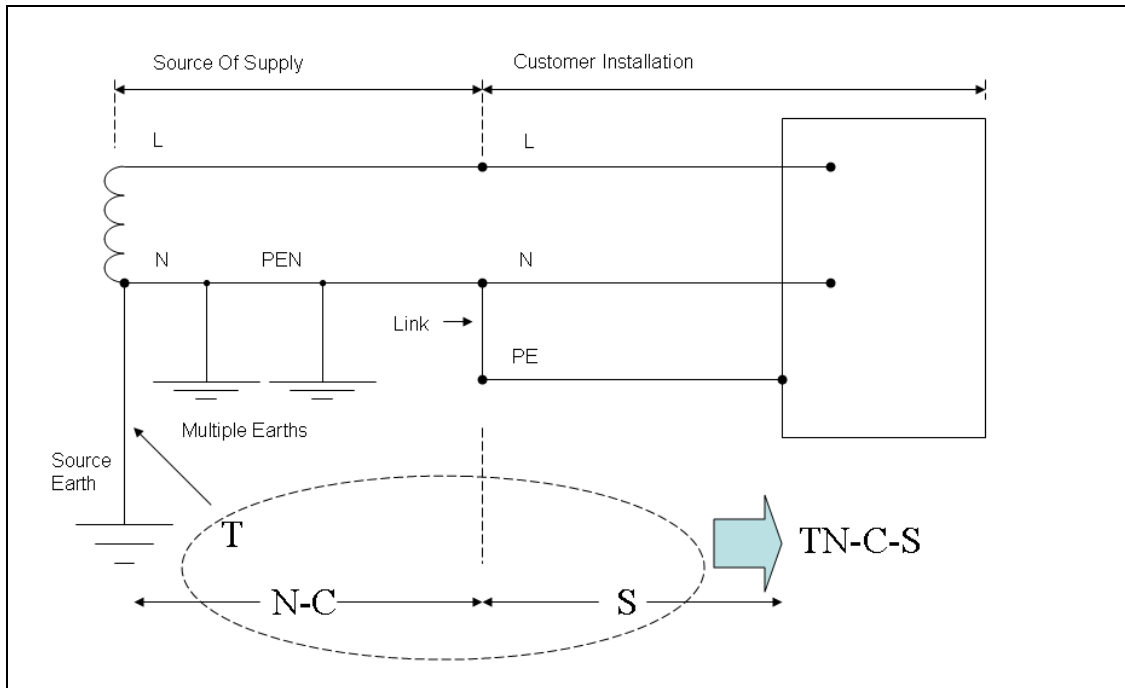 Source Of Supply
Customer Installation
L
L
N
PEN
N
Link
PE
Multiple Earths
Source
Earth
T
TN-C-S
N-C
S